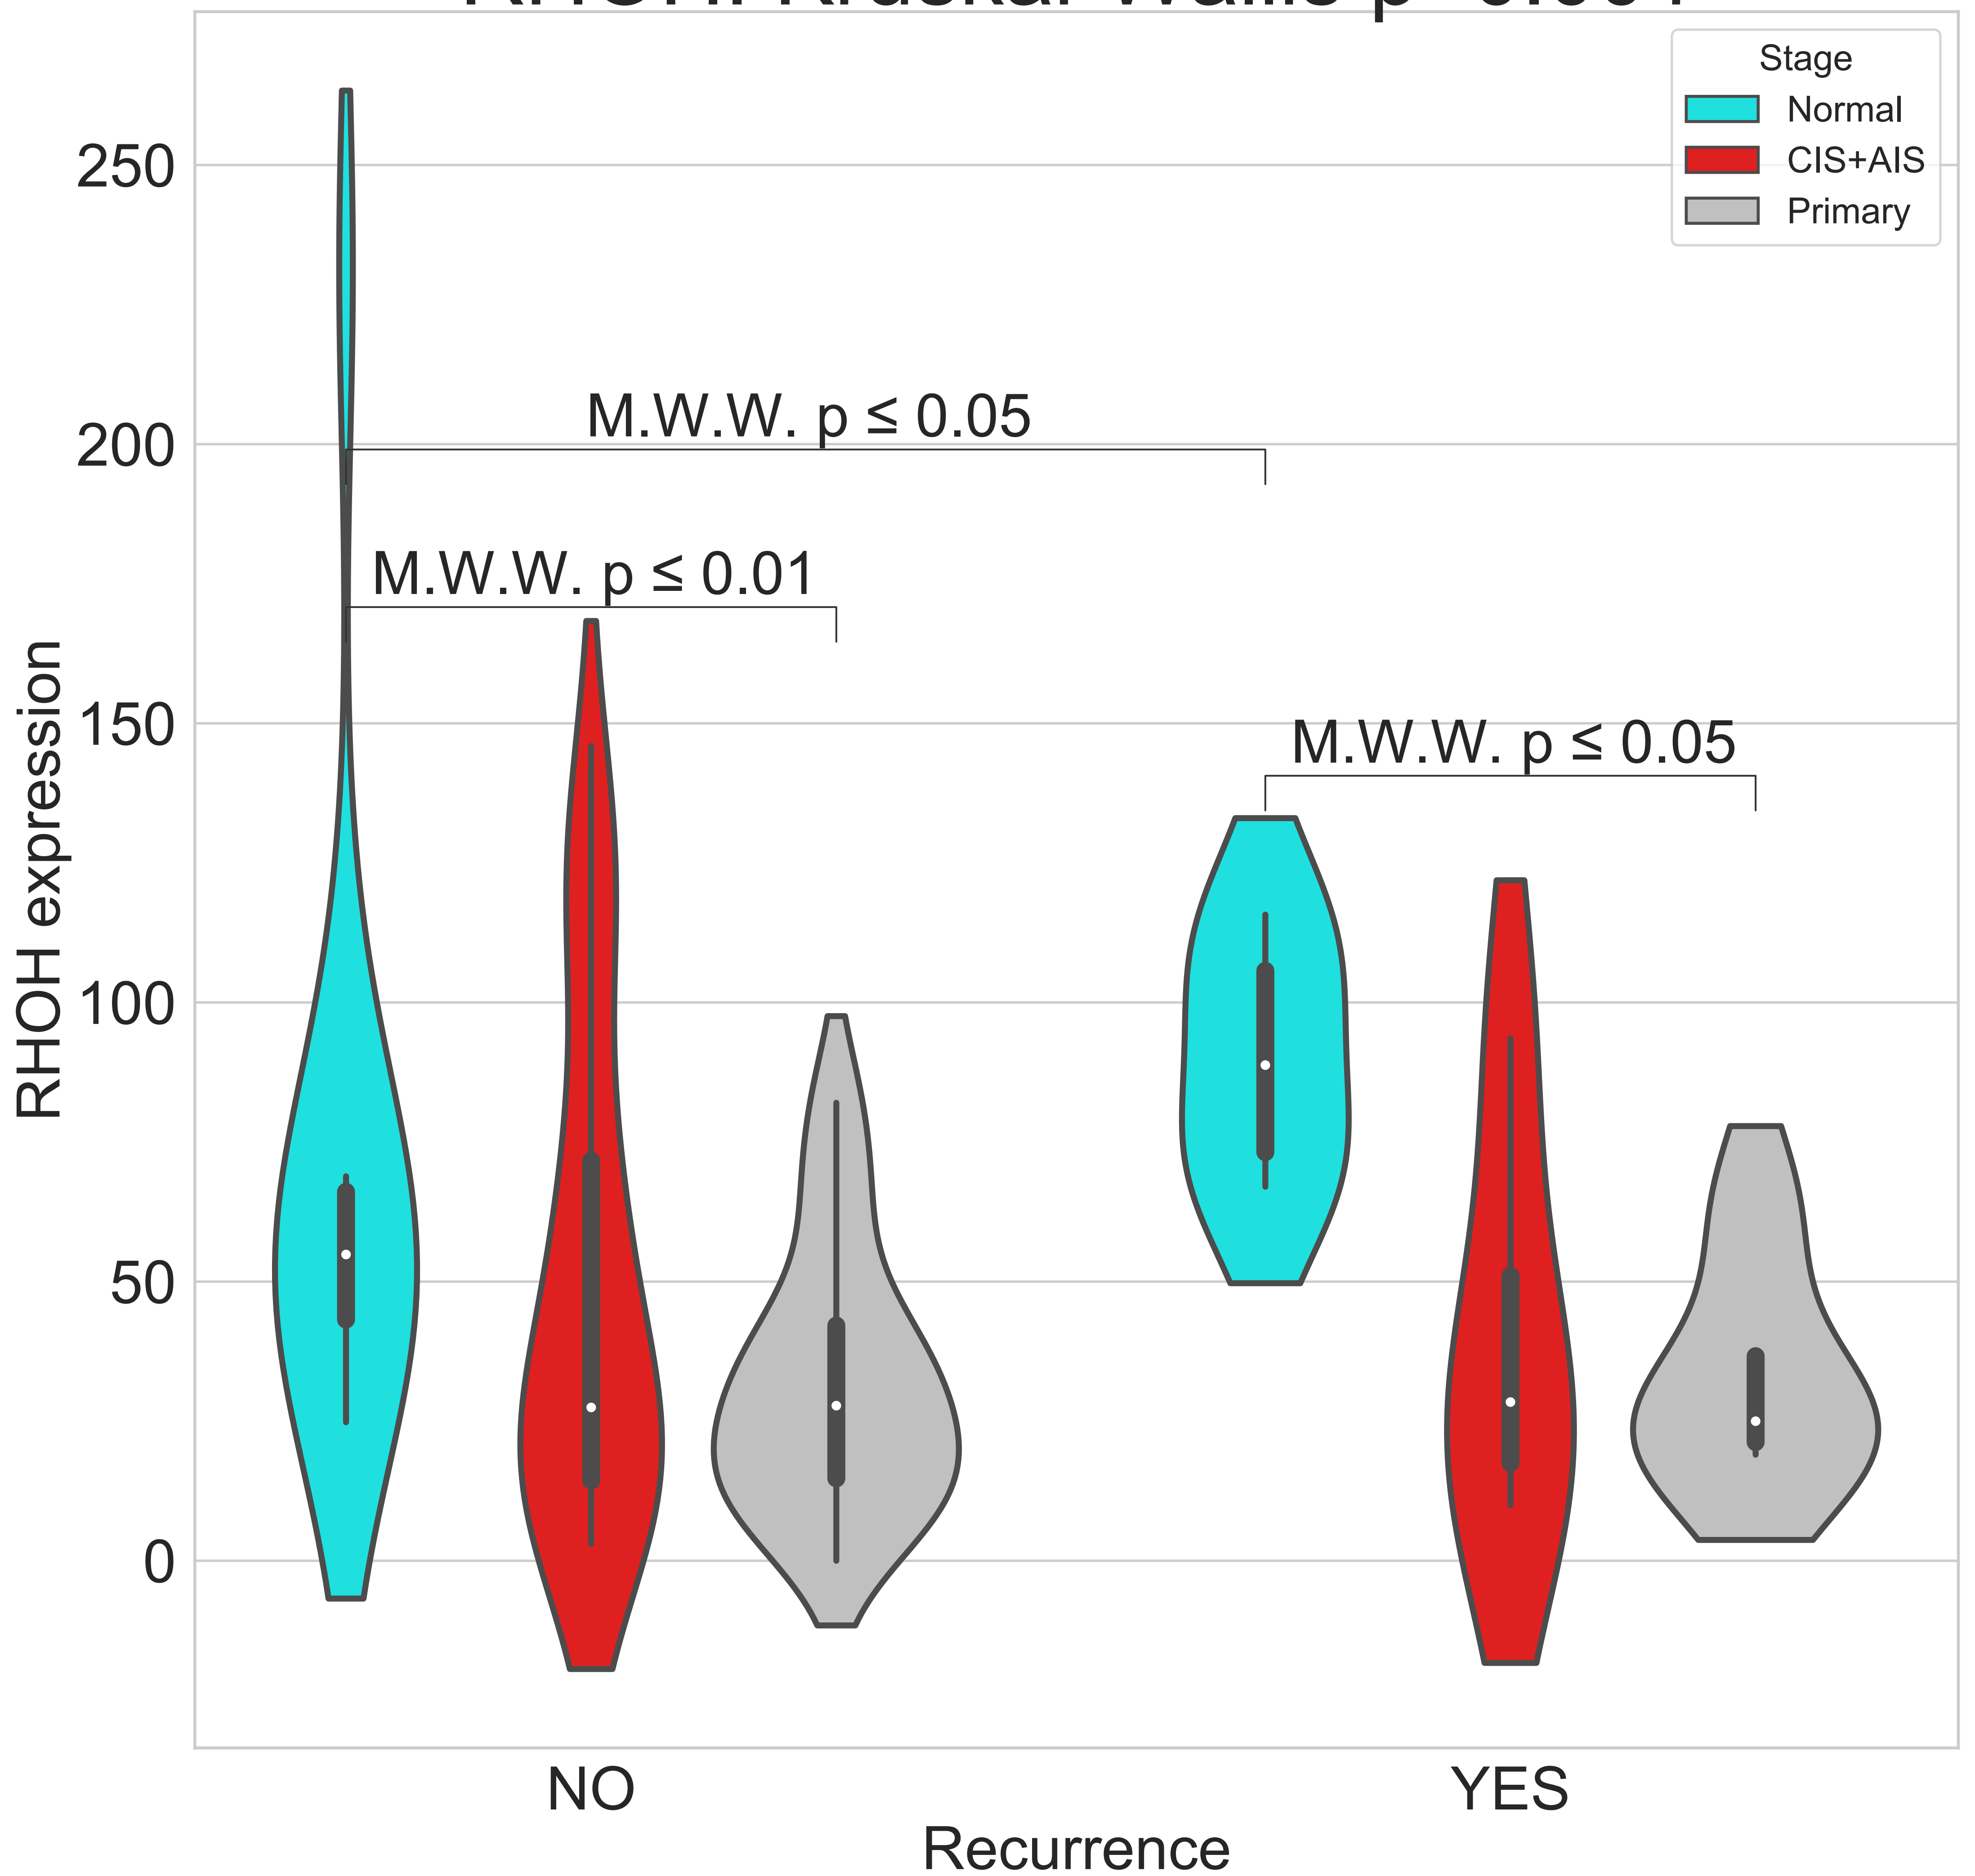 Stage
Normal
CIS+AIS
Primary
250
200
150
100
50
0
RHOH expression
M.W.W. p ≤ 0.05
M.W.W. p ≤ 0.01
M.W.W. p ≤ 0.05
NO
YES
Recurrence